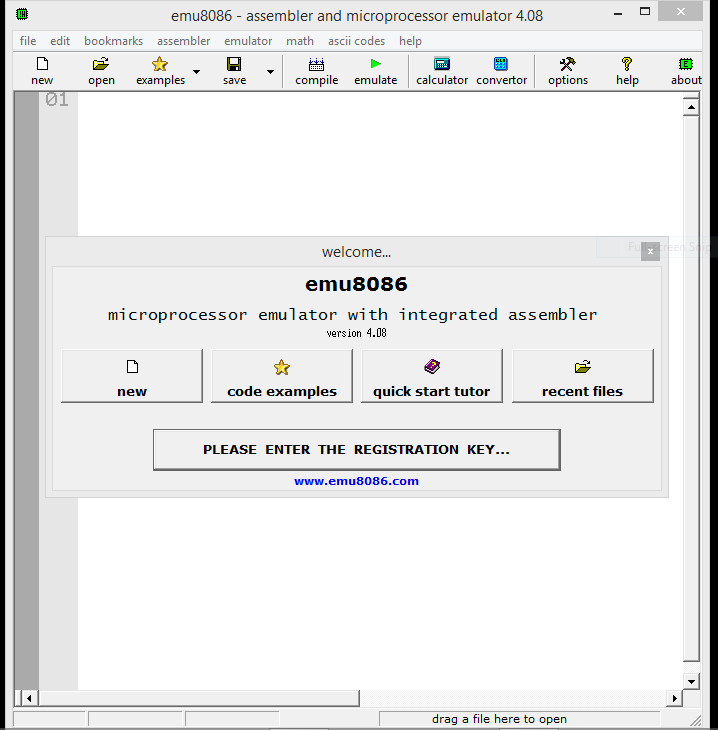 emu8086 - assembler and microprocessor emulator 4.08
file edit bookmarks assembler emulator math ascii codes help
new open examples save compile emulate calculator convertor options help about
01
Full-screen Snip
welcome...
x
emu8086
microprocessor emulator with integrated assembler
version 4.08
new code examples quick start tutor recent files
PLEASE ENTER THE REGISTRATION KEY...
www.emu8086.com
drag a file here to open